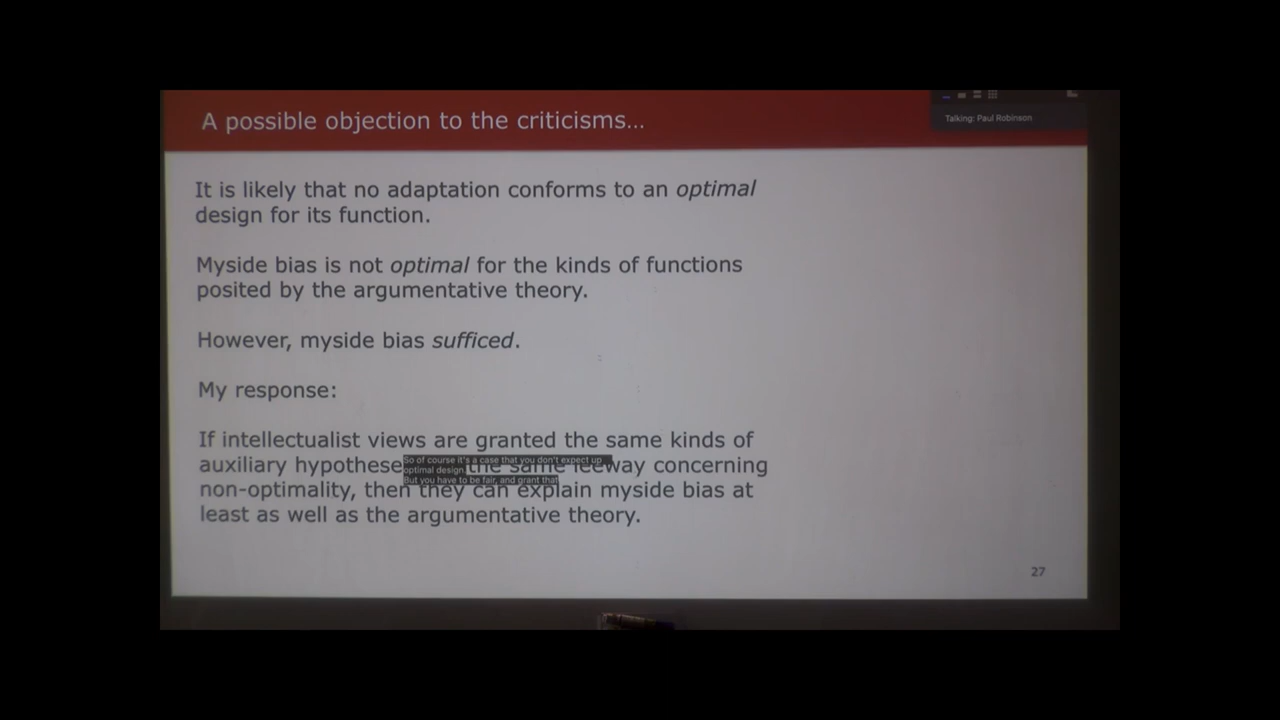 A possible objection to the criticisms…
Talking: Paul Robinson
It is likely that no adaptation conforms to an optimal
design for its function.
Myside bias is not optimal for the kinds of functions
posited by the argumentative theory.
However, myside bias sufficed.
My response:
If intellectualist views are granted the same kinds of
auxiliary hypothese the same leeway concerning
non-optimality, then they can explain myside bias at
least as well as the argumentative theory.
So of course it's a case that you don't expect up
optimal design.
But you have to be fair, and grant that
27